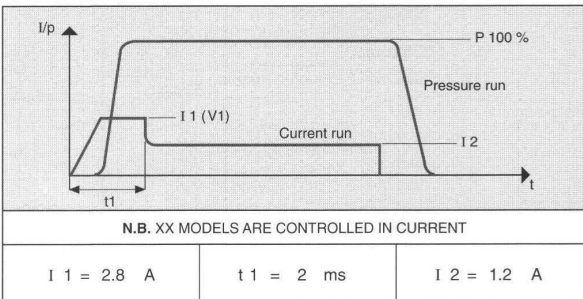 I/p
P 100 %
Pressure run
I 1 (V1)
Current run
I 2
t
t1
N.B. XX MODELS ARE CONTROLLED IN CURRENT
I 1 = 2.8 A
t 1 = 2 ms
I 2 = 1.2 A